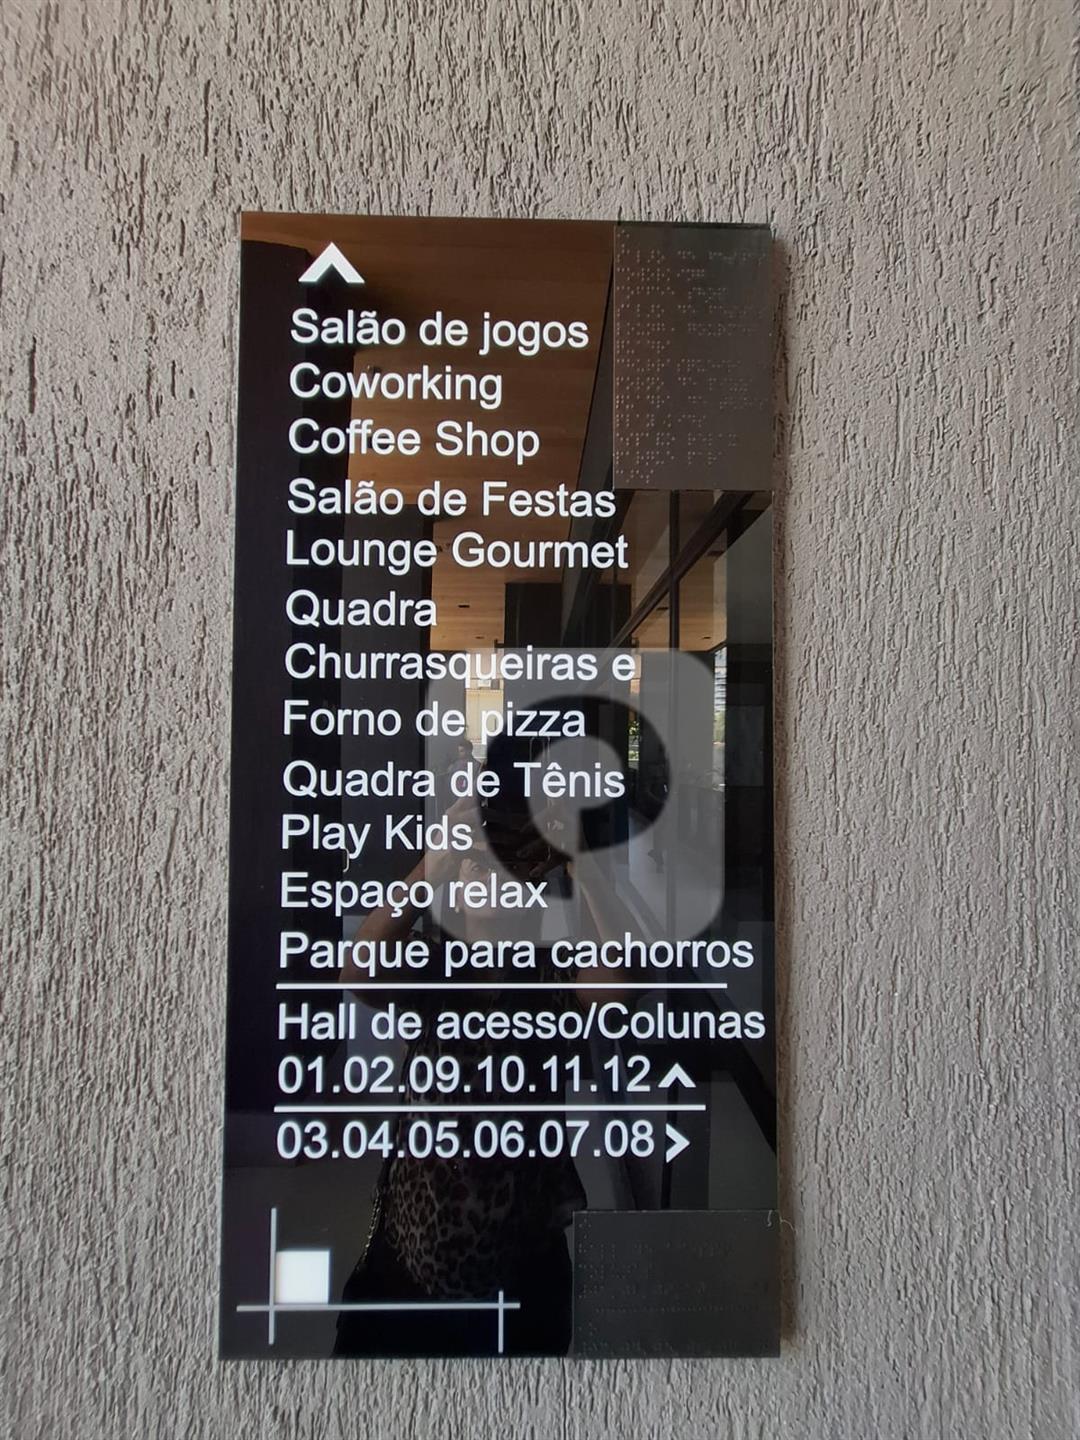 Salão de jogos
Coworking
Coffee Shop
Salão de Festas
Lounge Gourmet
Quadra
Churrasqueiras e
Forno de pizza
Quadra de Tênis
Play Kids
Espaço relax
Parque para cachorros
Hall de acesso/Colunas
01.02.09.10.11.12
03.04.05.06.07.08